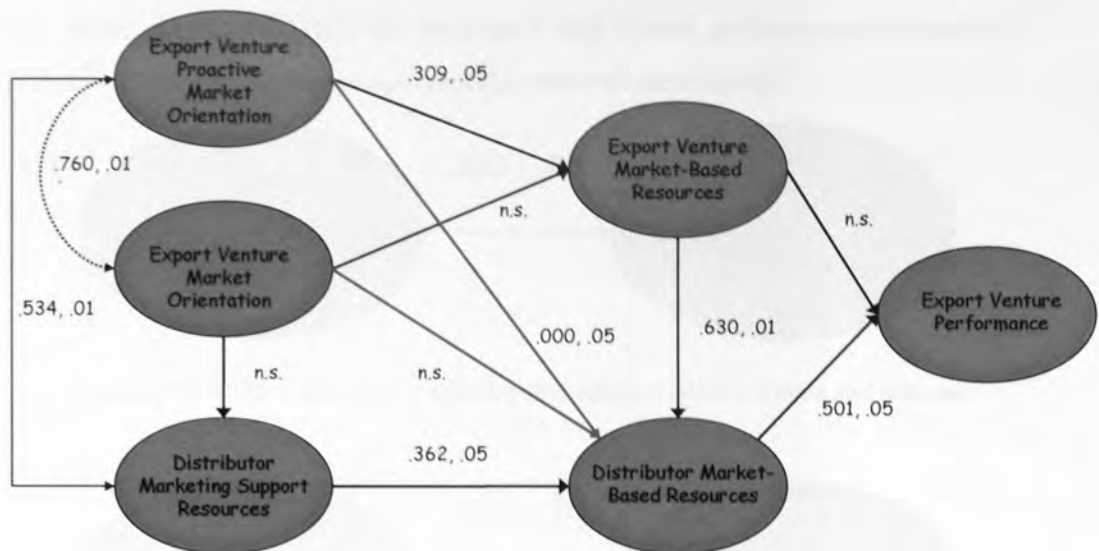 Export Venture
Proactive
Market
Orientation
.309, .05
.760, .01
Export Venture
Market-Based
Resources
n.s.
n.s.
Export Venture
Market
Orientation
Export Venture
Performance
.534, .01
.000, .05
.630, .01
n.s.
n.s.
.501, .05
.362, .05
Distributor
Marketing Support
Resources
Distributor Market-
Based Resources